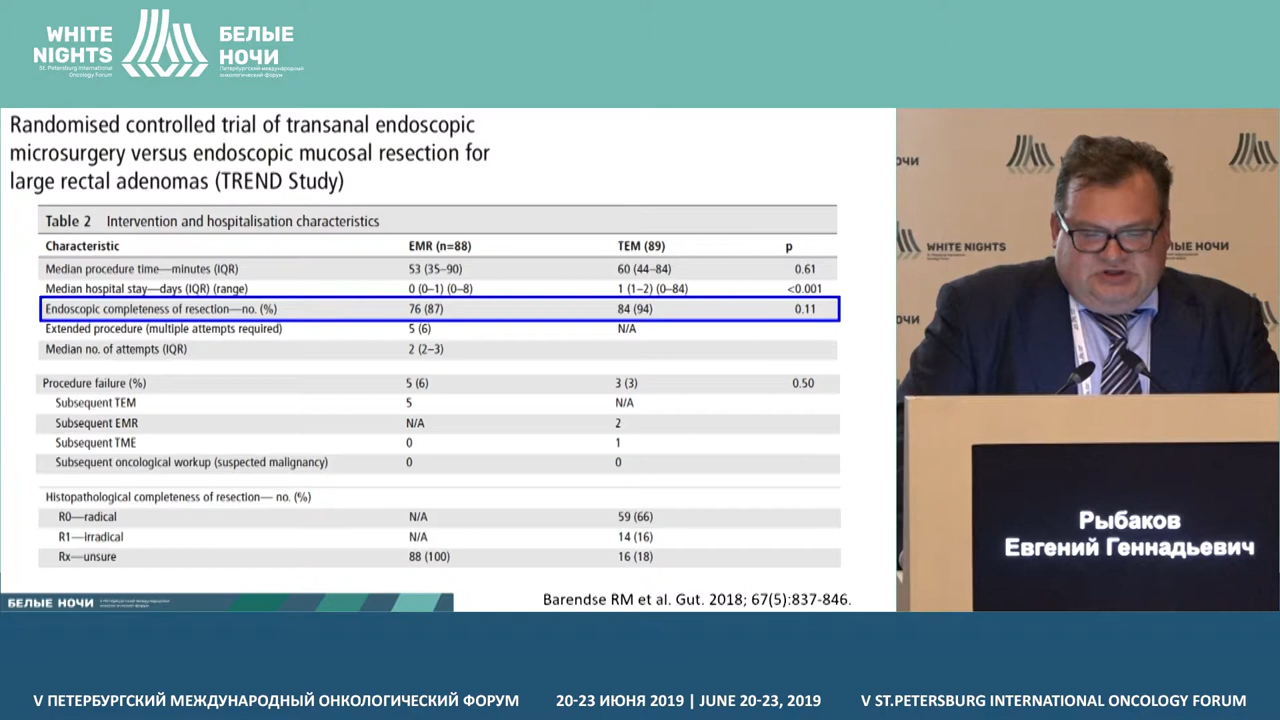 WHITE
NIGHTS
St. Petersburg International
Oncology Forum
БЕЛЫЕ
НОЧИ
Петербургский международный
онкологический форум
Randomised controlled trial of transanal endoscopic
microsurgery versus endoscopic mucosal resection for
large rectal adenomas (TREND Study)
Table 2 Intervention and hospitalisation characteristics
Characteristic EMR (n=88) TEM (89) p
Median procedure time—minutes (IQR) 53 (35–90) 60 (44–84) 0.61
Median hospital stay—days (IQR) (range) 0 (0–1) (0–8) 1 (1–2) (0–84) <0.001
Endoscopic completeness of resection—no. (%) 76 (87) 84 (94) 0.11
Extended procedure (multiple attempts required) 5 (6) N/A
Median no. of attempts (IQR) 2 (2–3)
Procedure failure (%) 5 (6) 3 (3) 0.50
Subsequent TEM 5 N/A
Subsequent EMR N/A 2
Subsequent TME 0 1
Subsequent oncological workup (suspected malignancy) 0 0
Histopathological completeness of resection— no. (%)
R0—radical N/A 59 (66)
R1—irradical N/A 14 (16)
Rx—unsure 88 (100) 16 (18)
БЕЛЫЕ НОЧИ
Barendse RM et al. Gut. 2018; 67(5):837-846.
ОЧИ
WHITE NIGHTS
БЕЛЫЕ НОЧИ
ОЧИ
Рыбаков
Евгений Геннадьевич
V ПЕТЕРБУРГСКИЙ МЕЖДУНАРОДНЫЙ ОНКОЛОГИЧЕСКИЙ ФОРУМ 20-23 ИЮНЯ 2019 | JUNE 20-23, 2019 V ST.PETERSBURG INTERNATIONAL ONCOLOGY FORUM